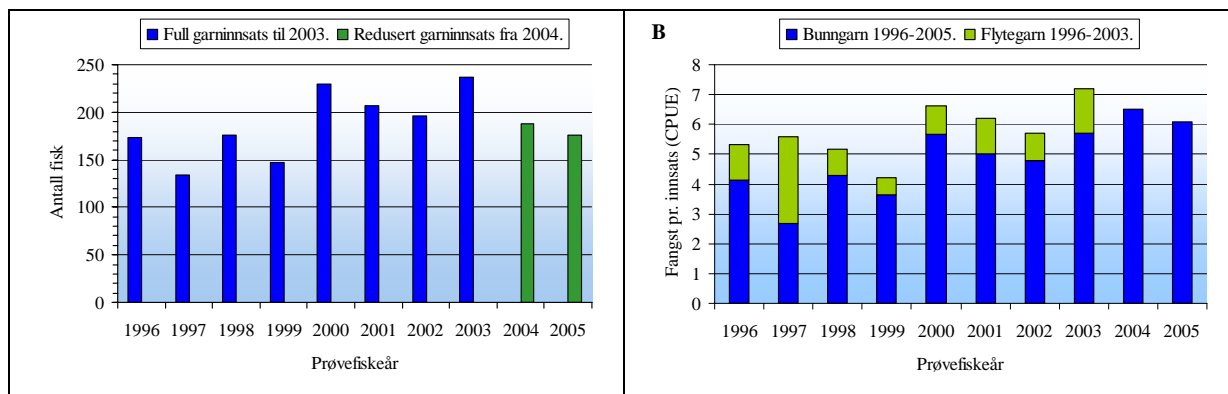 Full garninnsats til 2003. Redusert garninnsats fra 2004.
Antall fisk
250
200
150
100
50
0
1996 1997 1998 1999 2000 2001 2002 2003 2004 2005
Prøvefiskeår
B
Bunngarn 1996-2005. Flytegarn 1996-2003.
Fangst pr. innsats (CPUE)
8
7
6
5
4
3
2
1
0
1996 1997 1998 1999 2000 2001 2002 2003 2004 2005
Prøvefiskeår